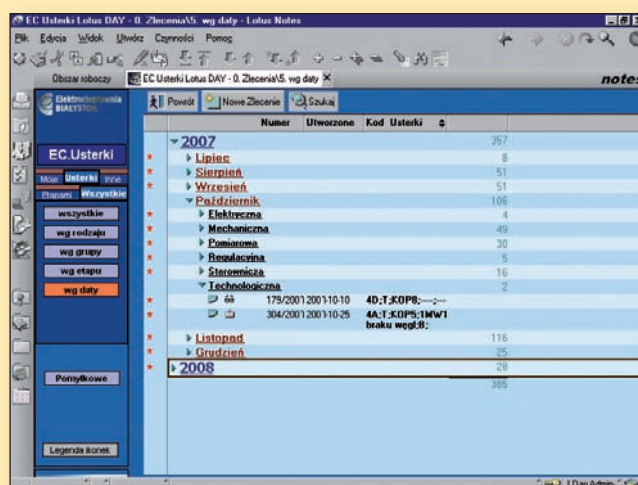 EC Usterki Lotus DAY - 0. Zlecenia\5. wg daty - Lotus Notes
Plik Edycja Widok Utwórz Czynności Pomoc
Obszar roboczy EC Usterki Lotus DAY - 0. Zlecenia\5. wg daty notes
Elektrociepłownia
BIAŁYSTOK
Powrót Nowe Zlecenie Szukaj
Numer Utworzone Kod Usterki
2007 357
EC.Usterki
Lipiec 8
Sierpień 51
Moje Usterki Inne
Wrzesień 51
Etapami Wszystkie
Październik 106
wszystkie
Elektryczna 4
wg rodzaju
Mechaniczna 49
Pomiarowa 30
wg grupy
Regulacyjna 5
wg etapu
Sterownicza 16
wg daty
Technologiczna 2
179/2007 2007-10-10 4D;T;KOP8;---;--
304/2007 2007-10-25 4A;T;KOP5;1MW1
braku węgl;B;
Listopad 116
Grudzień 25
2008 28
Pomyłkowe
385
Legenda ikonek